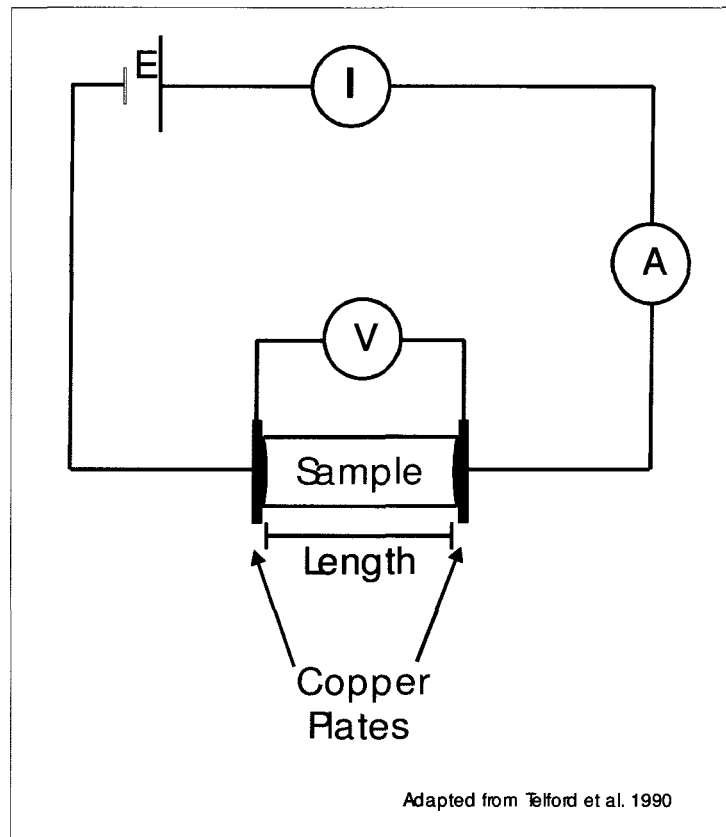 E
I
A
V
Sample
Length
Copper
Plates
Adapted from Telford et al. 1990